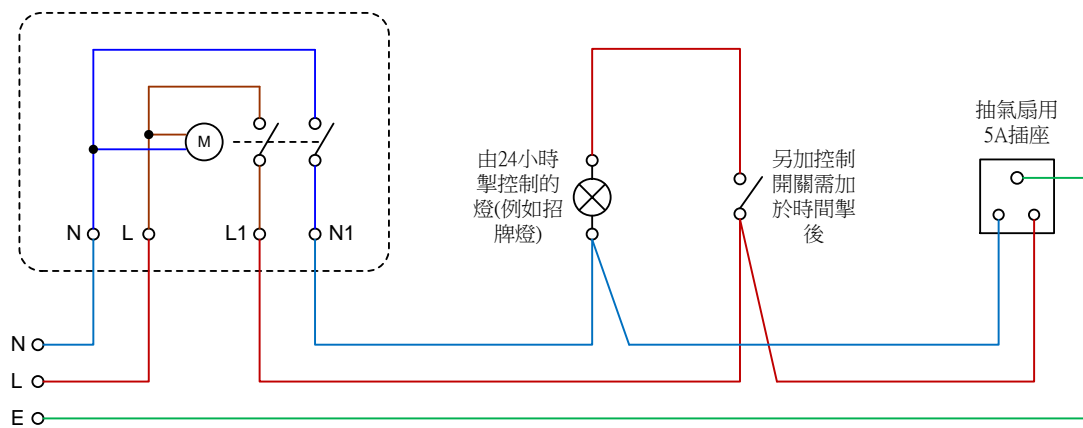 M
N
L
L1
N1
由24小時
掣控制的
燈(例如招
牌燈)
另加控制
開關需加
於時間掣
後
抽氣扇用
5A插座
N
L
E